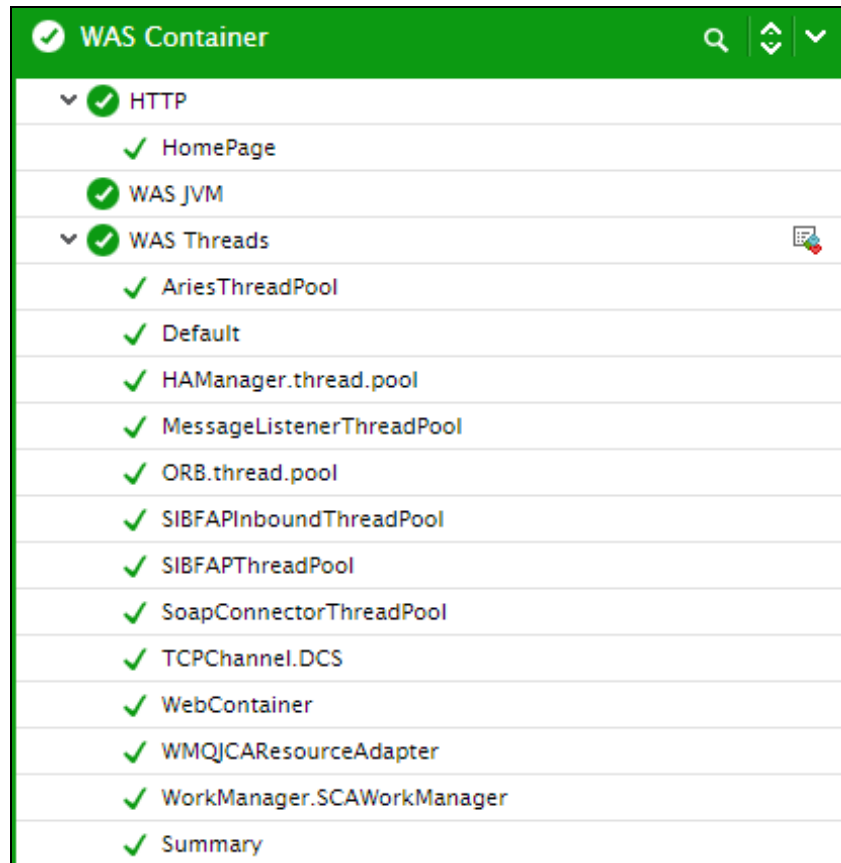 WAS Container
HTTP
HomePage
WAS JVM
WAS Threads
AriesThreadPool
Default
HAManager.thread.pool
MessageListenerThreadPool
ORB.thread.pool
SIBFAPInboundThreadPool
SIBFAPThreadPool
SoapConnectorThreadPool
TCPChannel.DCS
WebContainer
WMQJCAResourceAdapter
WorkManager.SCAWorkManager
Summary